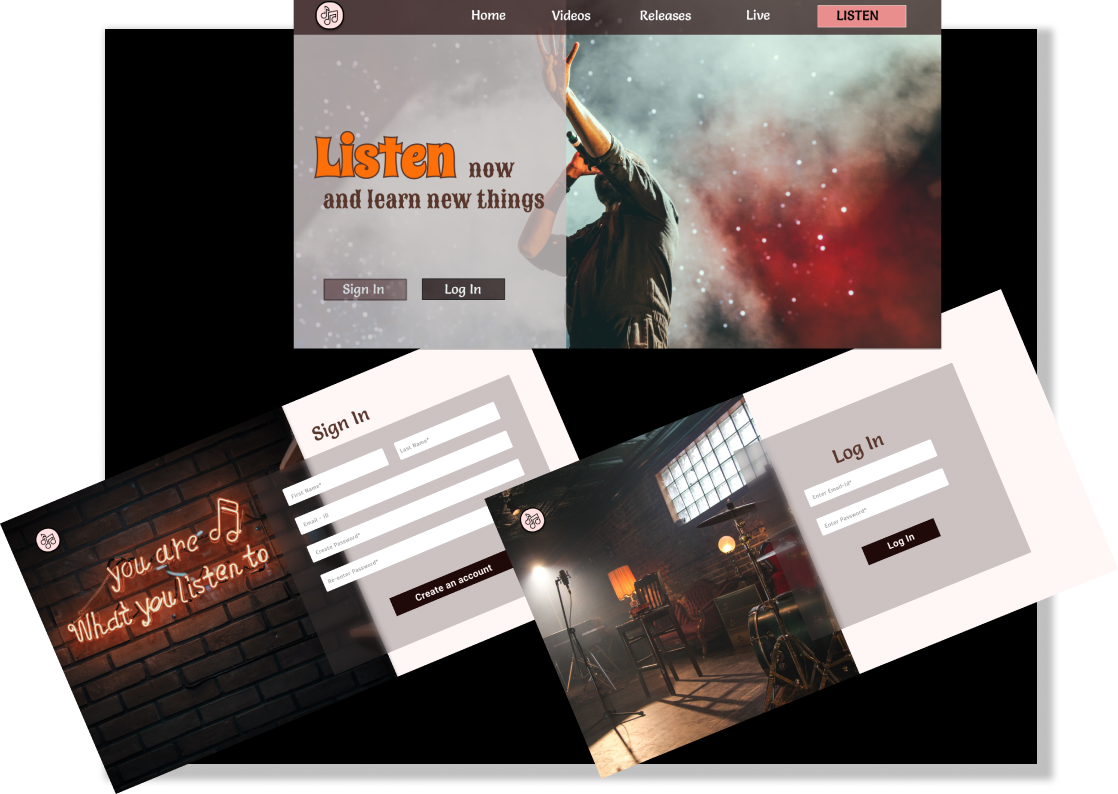 Home Videos Releases Live LISTEN
Listen now
and learn new things
Sign In Log In
Sign In
First Name* Last Name*
Email - ID
Create Password*
Re-enter Password*
Create an account
you are
What you listen to
Log In
Enter Email-id*
Enter Password*
Log In